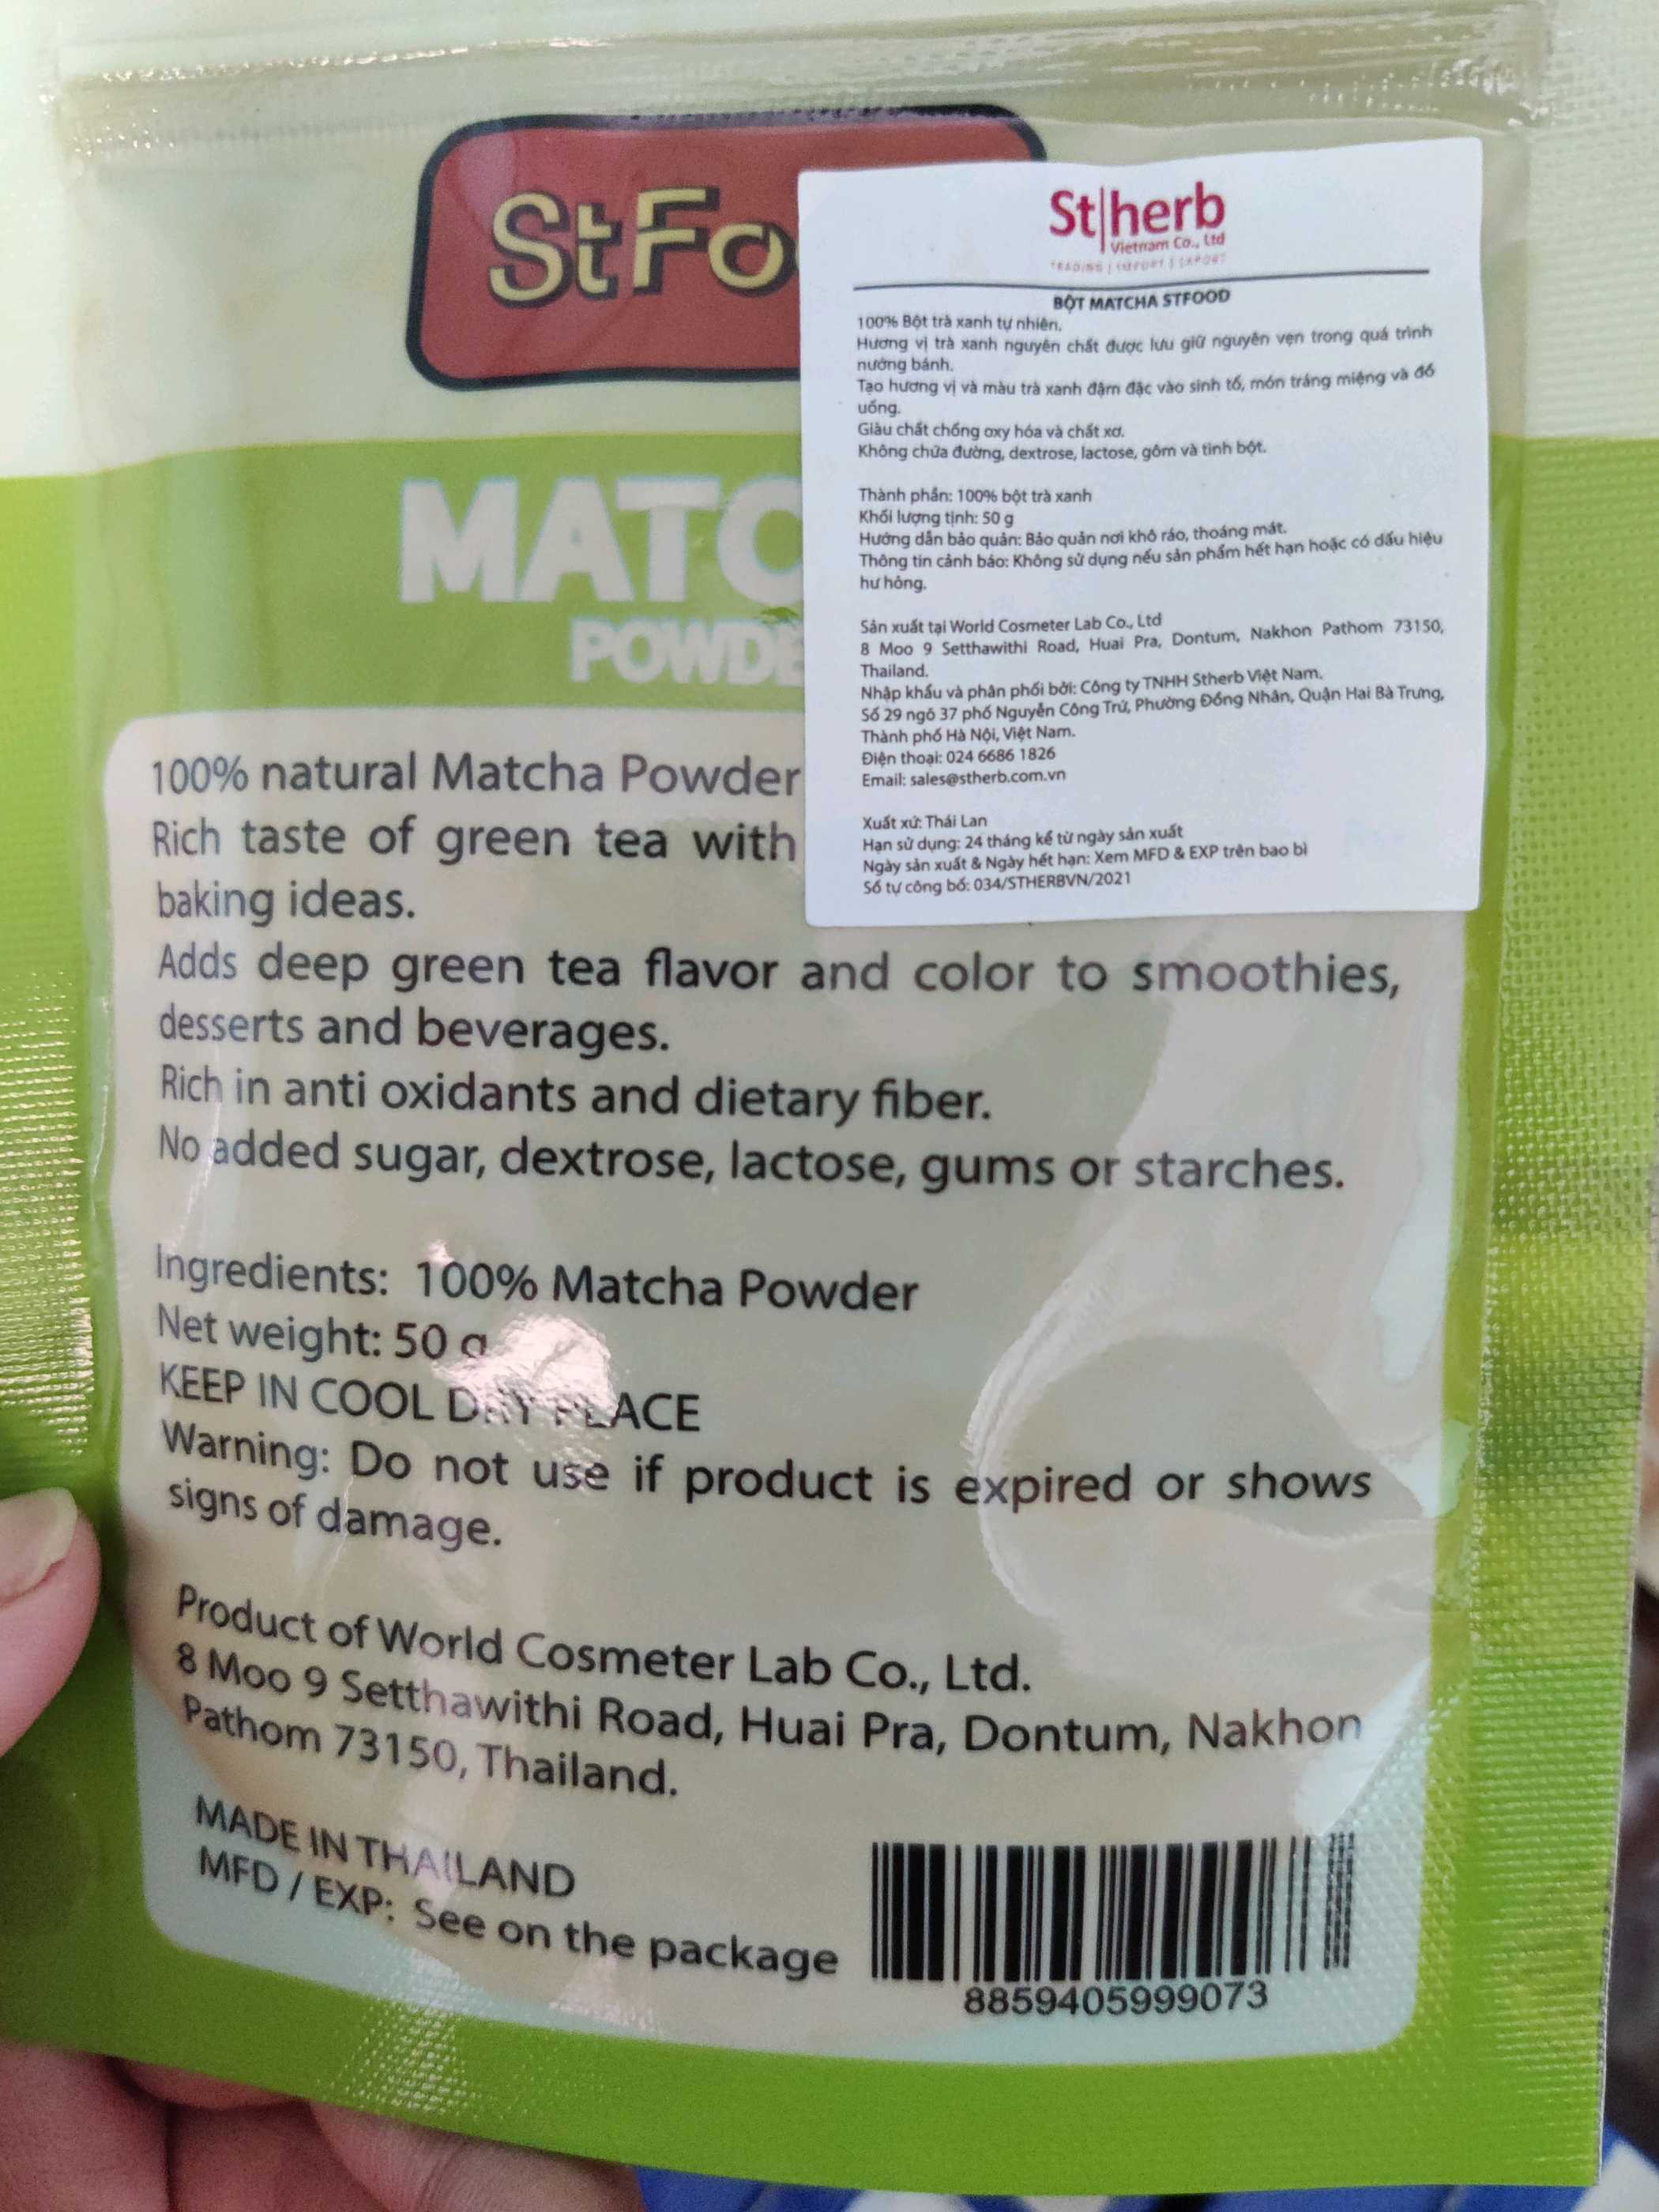 StFo
MATC
POWDE
St herb
Vietnam Co., Ltd
TRADING | IMPORT | EXPORT
BỘT MATCHA STFOOD
100% Bột trà xanh tự nhiên.
Hương vị trà xanh nguyên chất được lưu giữ nguyên vẹn trong quá trình
nướng bánh.
Tạo hương vị và màu trà xanh đậm đặc vào sinh tố, món tráng miệng và đồ
uống.
Giàu chất chống oxy hóa và chất xơ.
Không chứa đường, dextrose, lactose, gôm và tinh bột.
Thành phần: 100% bột trà xanh
Khối lượng tịnh: 50 g
Hướng dẫn bảo quản: Bảo quản nơi khô ráo, thoáng mát.
Thông tin cảnh báo: Không sử dụng nếu sản phẩm hết hạn hoặc có dấu hiệu
hư hỏng.
Sản xuất tại World Cosmeter Lab Co., Ltd
8 Moo 9 Setthawithi Road, Huai Pra, Dontum, Nakhon Pathom 73150,
Thailand.
Nhập khẩu và phân phối bởi: Công ty TNHH Stherb Việt Nam.
Số 29 ngõ 37 phố Nguyễn Công Trứ, Phường Đồng Nhân, Quận Hai Bà Trưng,
Thành phố Hà Nội, Việt Nam.
Điện thoại: 024 6686 1826
Email: sales@stherb.com.vn
Xuất xứ: Thái Lan
Hạn sử dụng: 24 tháng kể từ ngày sản xuất
Ngày sản xuất & Ngày hết hạn: Xem MFD & EXP trên bao bì
Số tự công bố: 034/STHERBVN/2021
100% natural Matcha Powder
Rich taste of green tea with
baking ideas.
Adds deep green tea flavor and color to smoothies,
desserts and beverages.
Rich in anti oxidants and dietary fiber.
No added sugar, dextrose, lactose, gums or starches.
Ingredients: 100% Matcha Powder
Net weight: 50 g
KEEP IN COOL DRY PLACE
Warning: Do not use if product is expired or shows
signs of damage.
Product of World Cosmeter Lab Co., Ltd.
8 Moo 9 Setthawithi Road, Huai Pra, Dontum, Nakhon
Pathom 73150, Thailand.
MADE IN THAILAND
MFD / EXP: See on the package
8859405999073